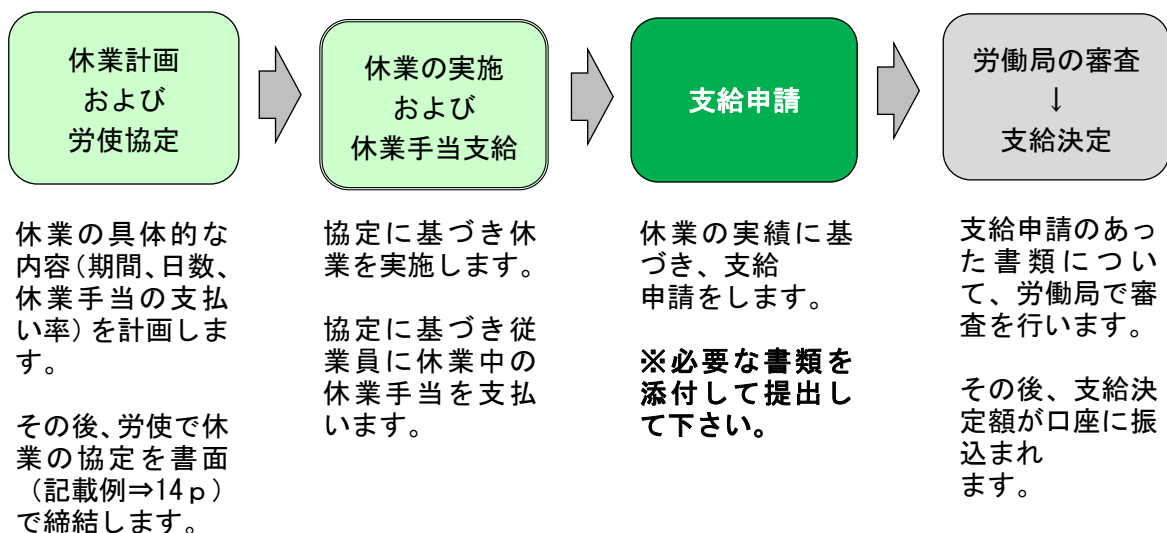 休業計画
および
労使協定
休業の実施
および
休業手当支給
支給申請
労働局の審査
↓
支給決定
休業の具体的な
内容（期間、日数、
休業手当の支払
い率）を計画しま
す。
その後、労使で休
業の協定を書面
（記載例⇒14ｐ）
で締結します。
協定に基づき休
業を実施します。
協定に基づき従
業員に休業中の
休業手当を支払
います。
休業の実績に基
づき、支給
申請をします。
※必要な書類を
添付して提出し
て下さい。
支給申請のあっ
た書類につい
て、労働局で審
査を行います。
その後、支給決
定額が口座に振
込まれ
ます。